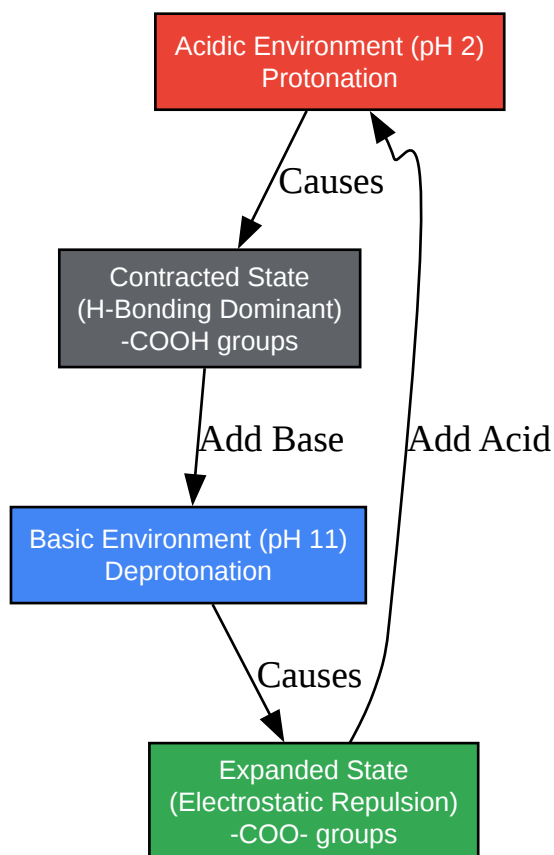 Acidic Environment (pH 2)
Protonation
Causes
Contracted State
(H-Bonding Dominant)
-COOH groups
Add Base
Add Acid
Basic Environment (pH 11)
Deprotonation
Causes
Expanded State
(Electrostatic Repulsion)
-COO- groups